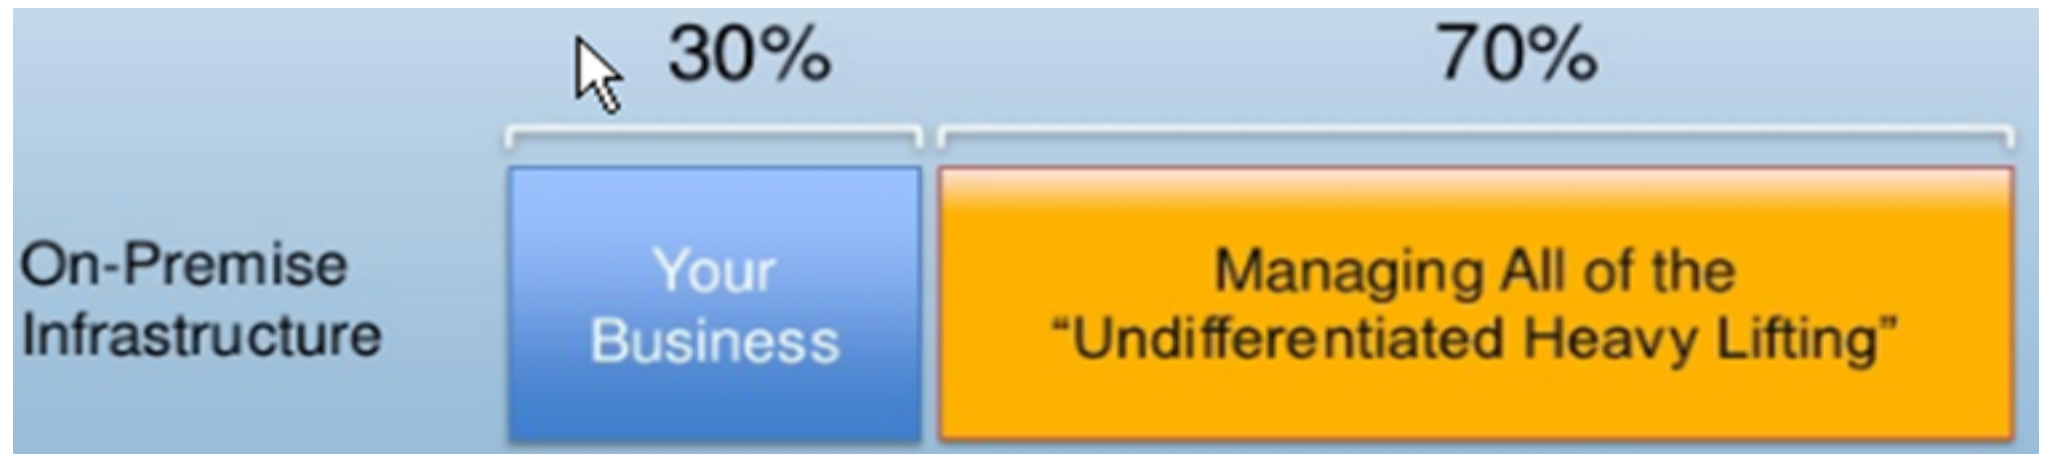 30%
70%
On-Premise
Infrastructure
Your
Business
Managing All of the
“Undifferentiated Heavy Lifting”